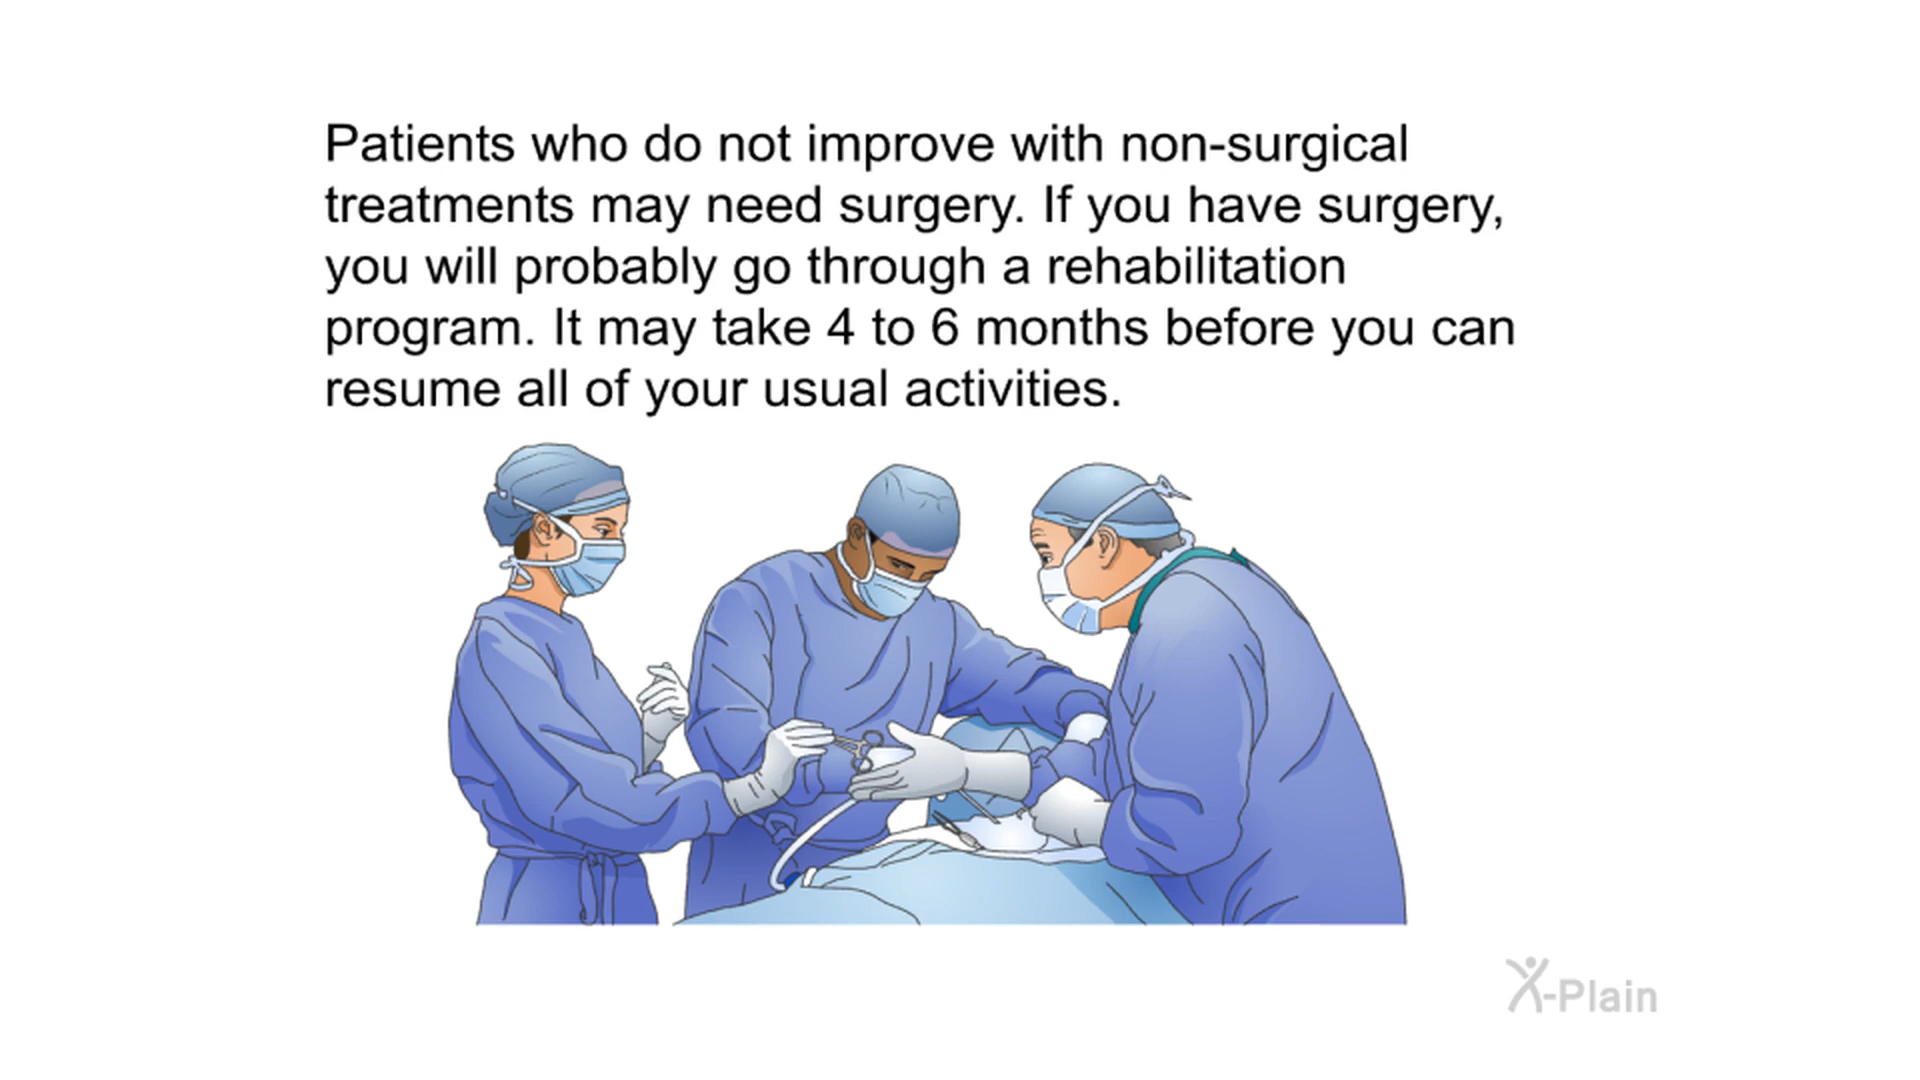 Patients who do not improve with non-surgical
treatments may need surgery. If you have surgery,
you will probably go through a rehabilitation
program. It may take 4 to 6 months before you can
resume all of your usual activities.
X-Plain